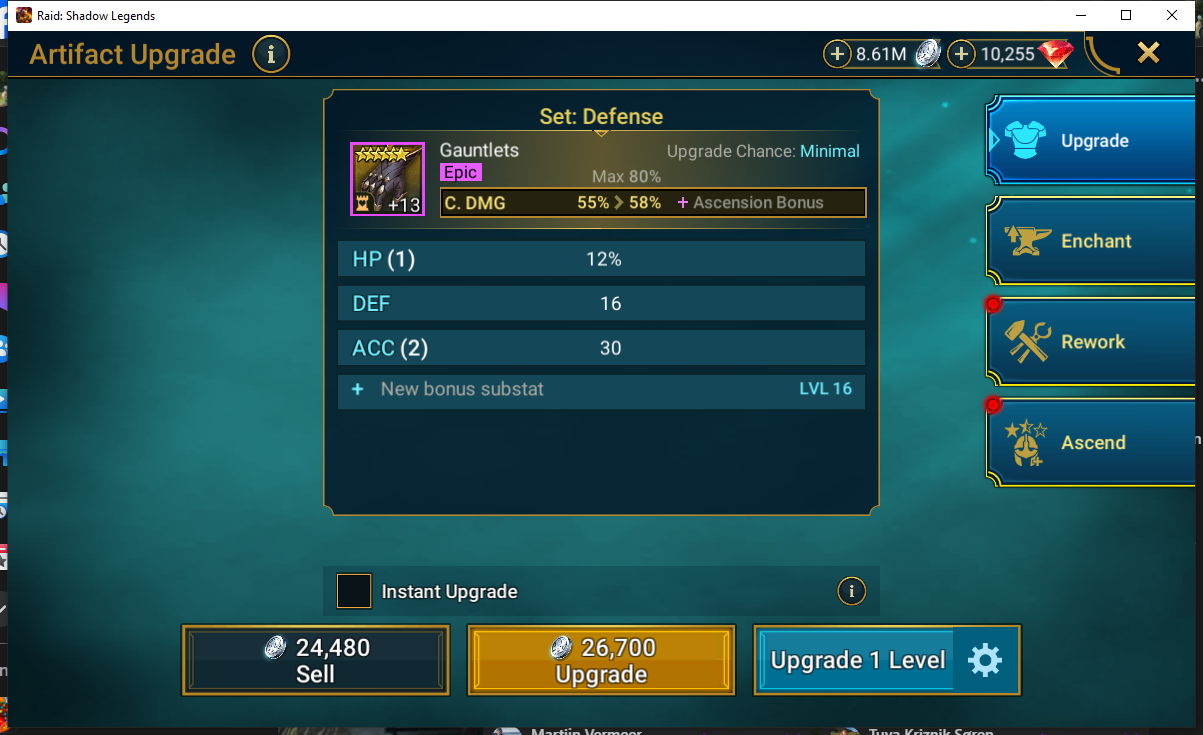 Raid: Shadow Legends
Artifact Upgrade
8.61M
10,255
Set: Defense
Gauntlets
Upgrade Chance: Minimal
Epic
Max 80%
+13
C. DMG 55% 58% + Ascension Bonus
HP (1) 12%
DEF 16
ACC (2) 30
+ New bonus substat LVL 16
Upgrade
Enchant
Rework
Ascend
Instant Upgrade
24,480
Sell
26,700
Upgrade
Upgrade 1 Level